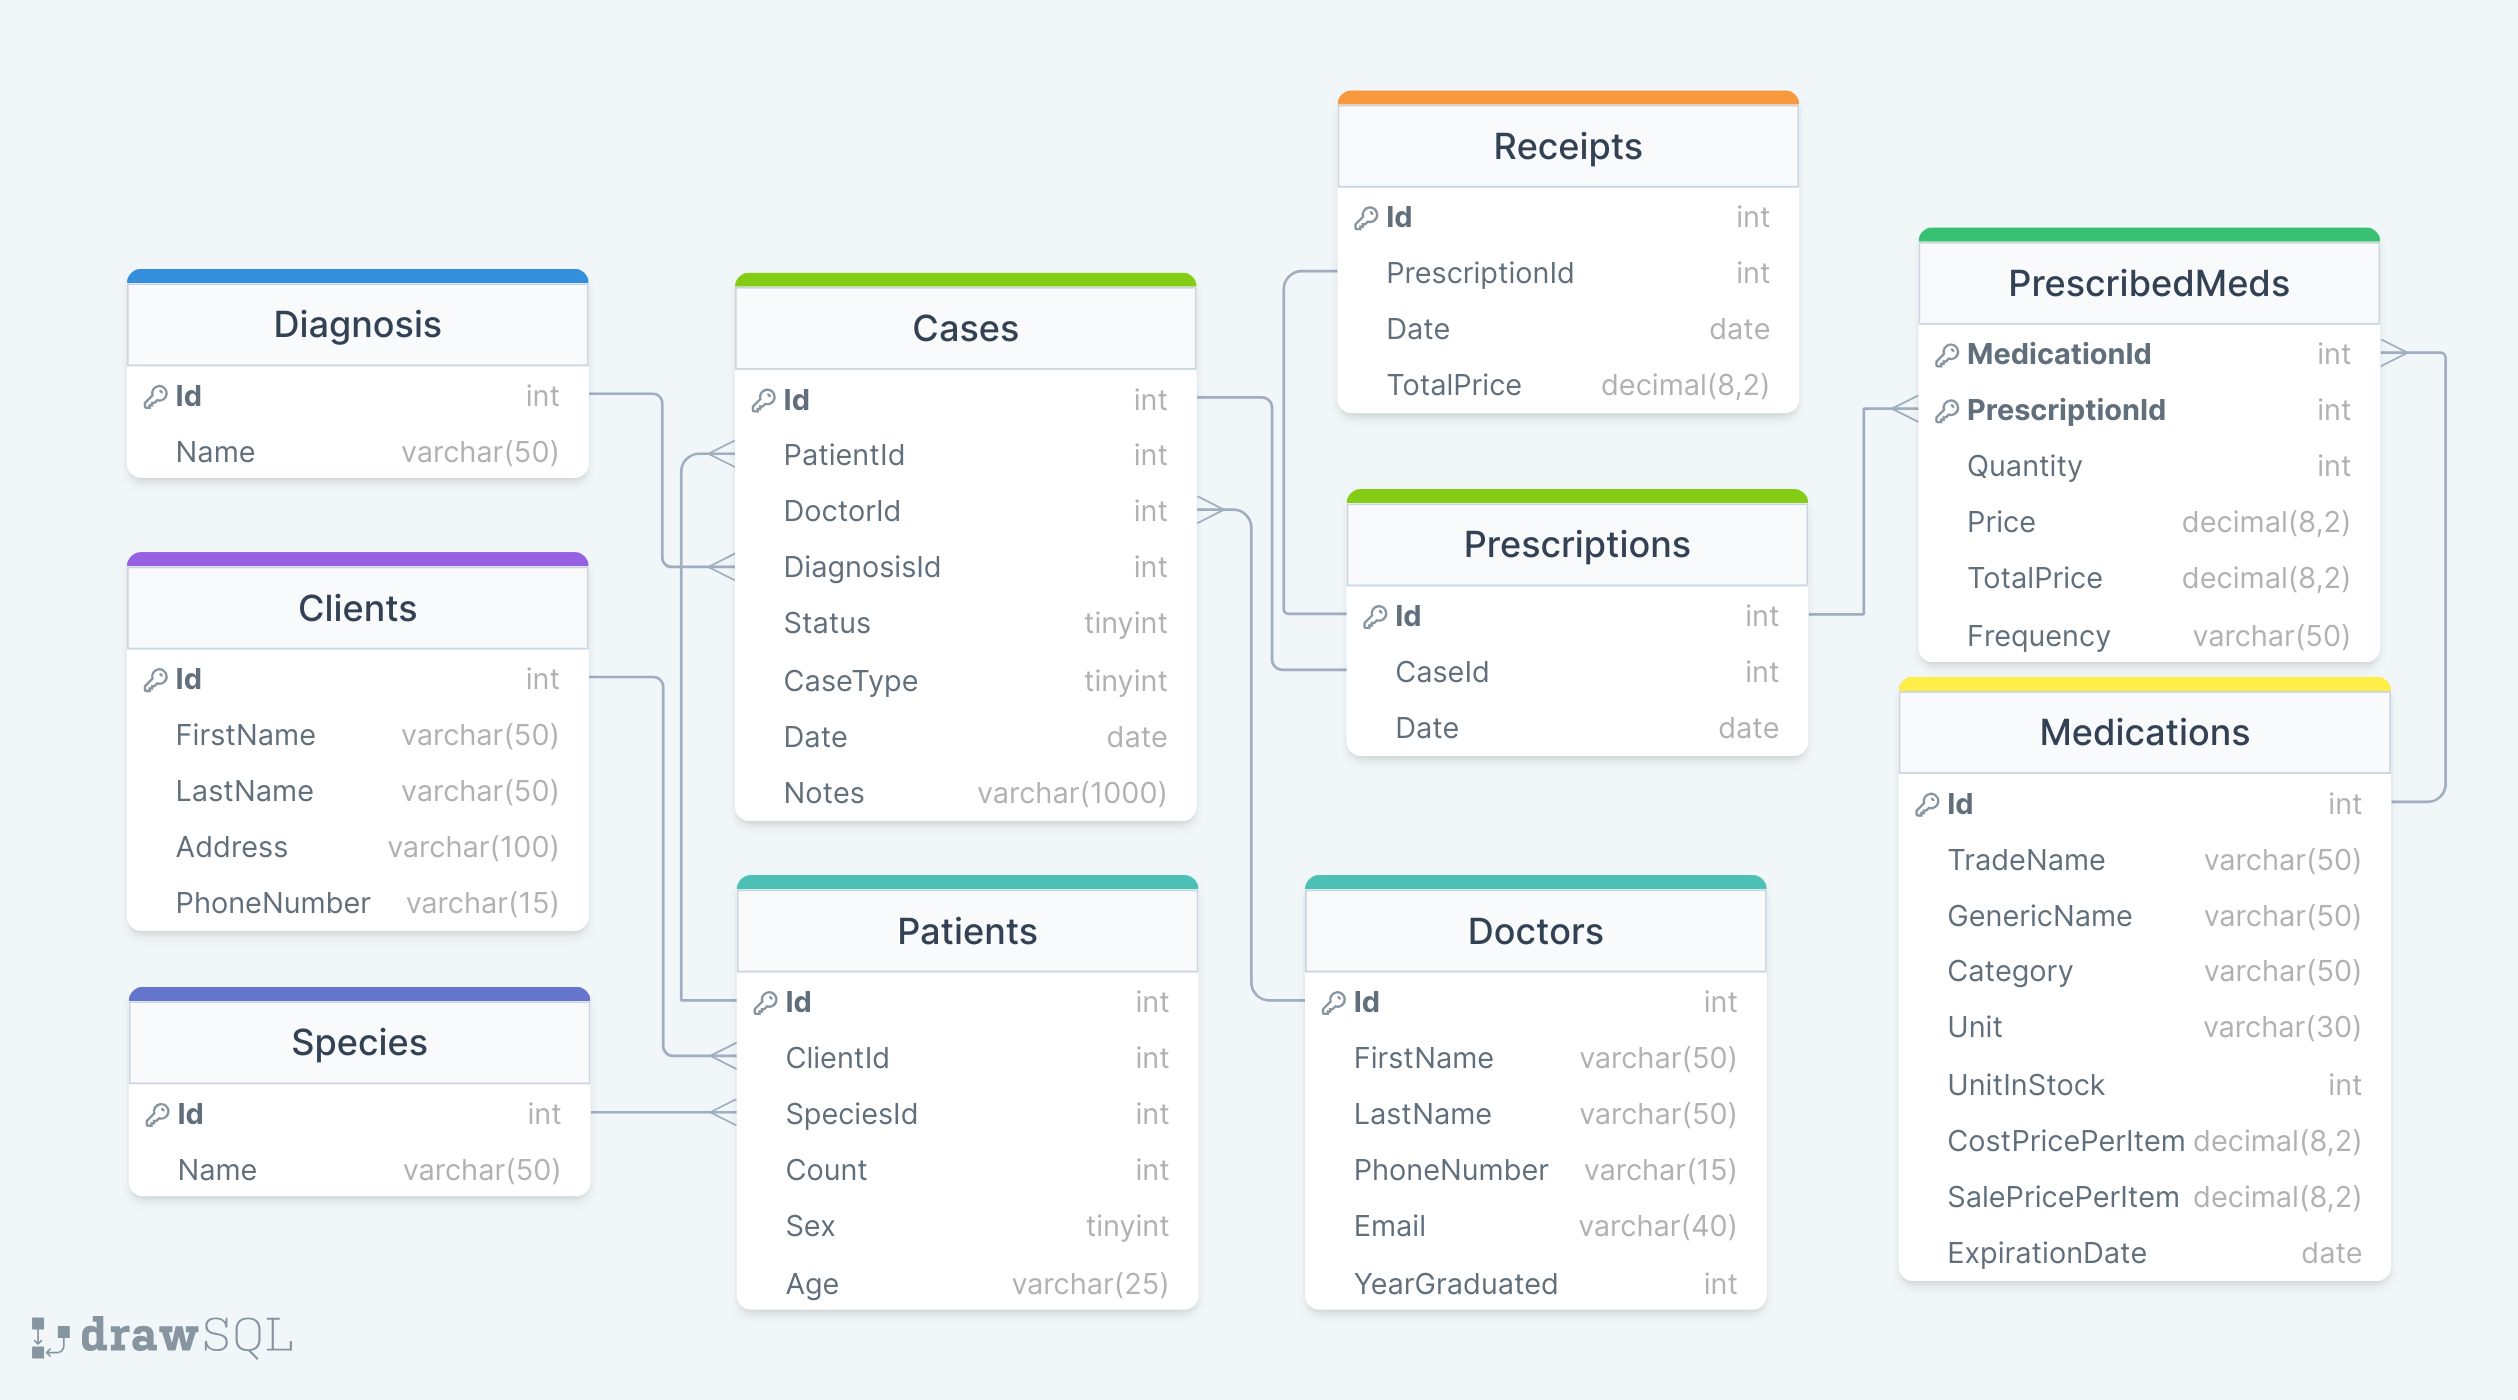 Diagnosis
Id int
Name varchar(50)
Clients
Id int
FirstName varchar(50)
LastName varchar(50)
Address varchar(100)
PhoneNumber varchar(15)
Species
Id int
Name varchar(50)
Cases
Id int
PatientId int
DoctorId int
DiagnosisId int
Status tinyint
CaseType tinyint
Date date
Notes varchar(1000)
Patients
Id int
ClientId int
SpeciesId int
Count int
Sex tinyint
Age varchar(25)
Receipts
Id int
PrescriptionId int
Date date
TotalPrice decimal(8,2)
Prescriptions
Id int
CaseId int
Date date
Doctors
Id int
FirstName varchar(50)
LastName varchar(50)
PhoneNumber varchar(15)
Email varchar(40)
YearGraduated int
PrescribedMeds
MedicationId int
PrescriptionId int
Quantity int
Price decimal(8,2)
TotalPrice decimal(8,2)
Frequency varchar(50)
Medications
Id int
TradeName varchar(50)
GenericName varchar(50)
Category varchar(50)
Unit varchar(30)
UnitInStock int
CostPricePerItem decimal(8,2)
SalePricePerItem decimal(8,2)
ExpirationDate date
drawSQL